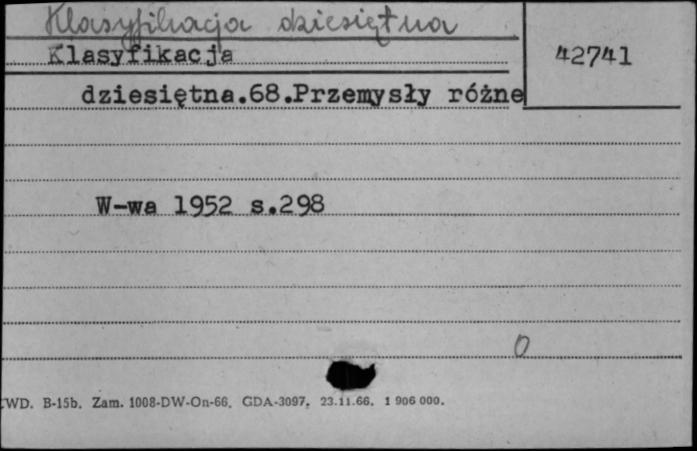 Klasyfikacja dziesiętna
Klasyfikacja
42741
dziesiętna.68.Przemysły różne
W-wa 1952 s.298
0
WD. B-15b. Zam. 1008-DW-On-66. GDA-3097. 23.11.66. 1 906 000.